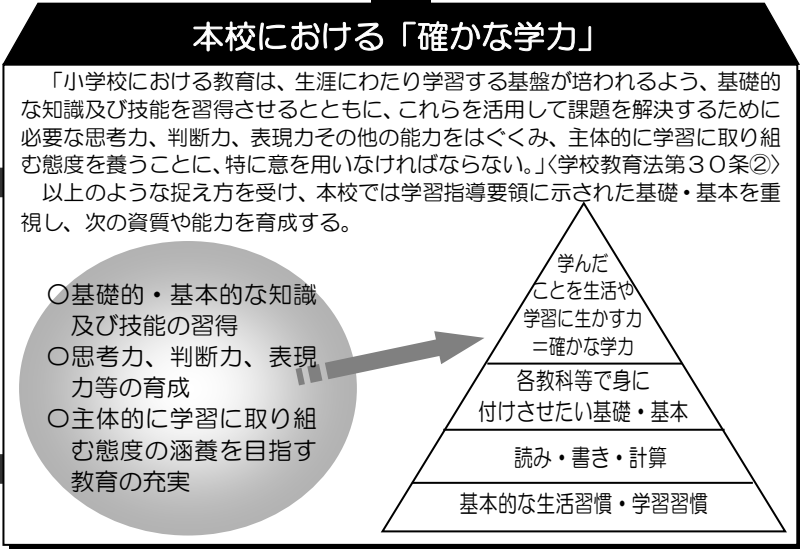 本校における「確かな学力」
「小学校における教育は、生涯にわたり学習する基盤が培われるよう、基礎的
な知識及び技能を習得させるとともに、これらを活用して課題を解決するために
必要な思考力、判断力、表現力その他の能力をはぐくみ、主体的に学習に取り組
む態度を養うことに、特に意を用いなければならない。」〈学校教育法第30条②〉
以上のような捉え方を受け、本校では学習指導要領に示された基礎・基本を重
視し、次の資質や能力を育成する。
○基礎的・基本的な知識
及び技能の習得
○思考力、判断力、表現
力等の育成
○主体的に学習に取り組
む態度の涵養を目指す
教育の充実
学んだ
ことを生活や
学習に生かす力
＝確かな学力
各教科等で身に
付けさせたい基礎・基本
読み・書き・計算
基本的な生活習慣・学習習慣